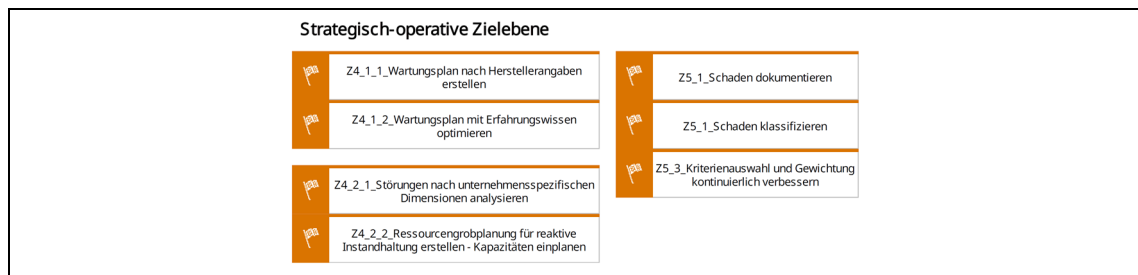 Strategisch-operative Zielebene
Z4_1_1_Wartungsplan nach Herstellerangaben
erstellen
Z4_1_2_Wartungsplan mit Erfahrungswissen
optimieren
Z4_2_1_Störungen nach unternehmensspezifischen
Dimensionen analysieren
Z4_2_2_Ressourcengrobplanung für reaktive
Instandhaltung erstellen - Kapazitäten einplanen
Z5_1_Schaden dokumentieren
Z5_1_Schaden klassifizieren
Z5_3_Kriterienauswahl und Gewichtung
kontinuierlich verbessern